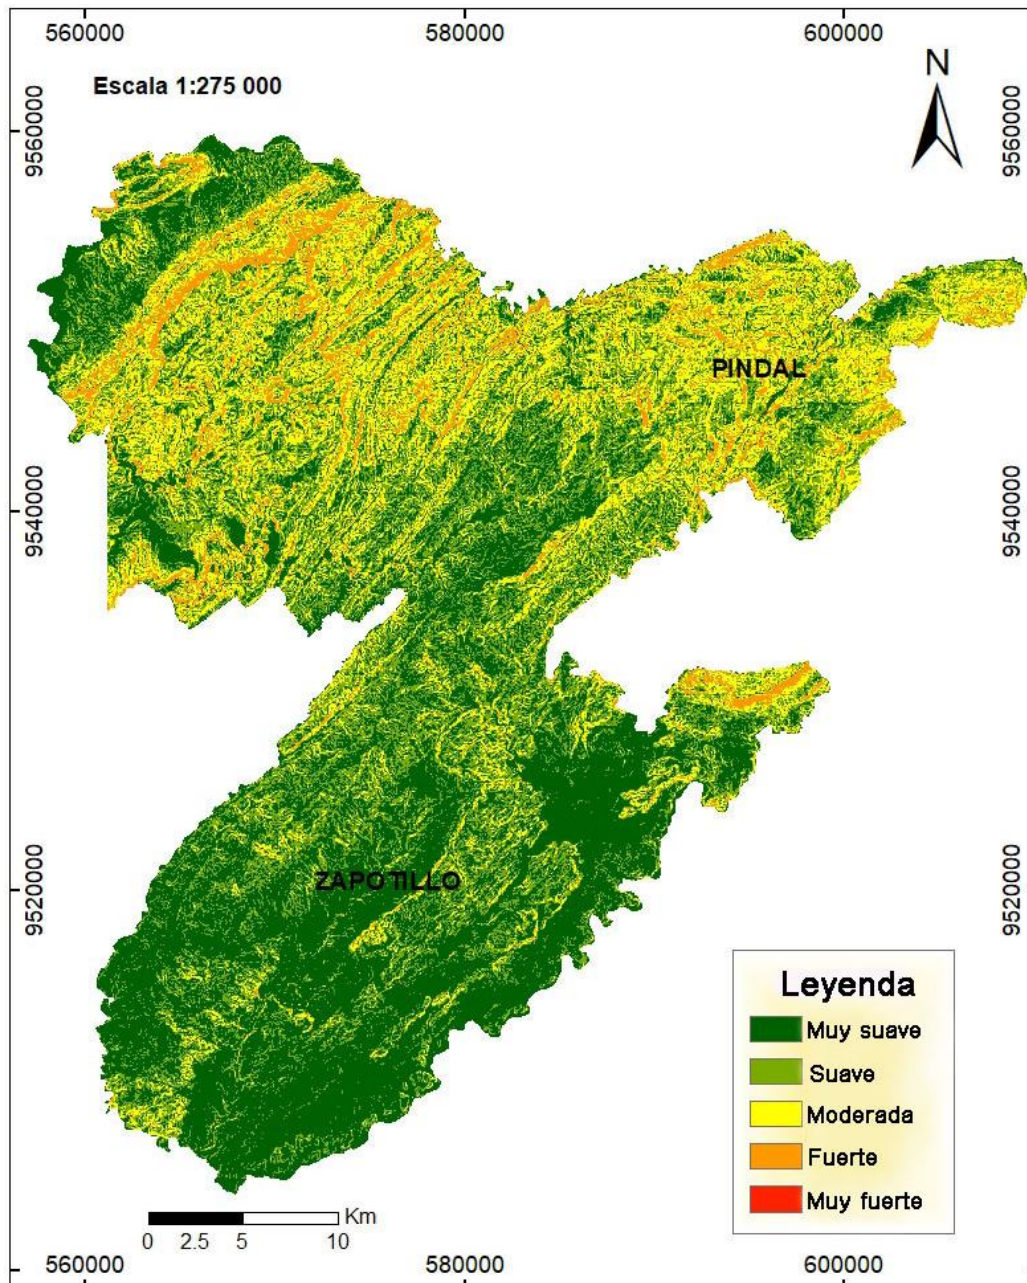 560000 580000 600000
Escala 1:275 000
N
9560000 9560000
PINDAL
9540000 9540000
ZAPOTILLO
9520000 9520000
Leyenda
Muy suave
Suave
Moderada
Fuerte
Muy fuerte
Km
0 2.5 5 10
560000 580000 600000